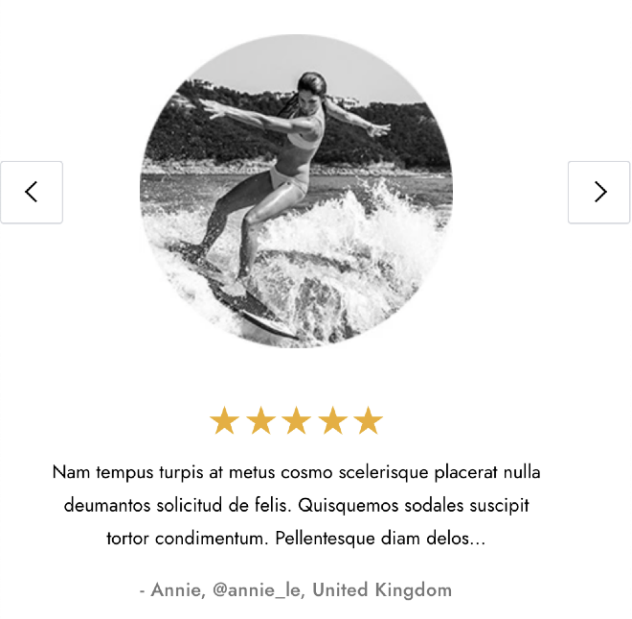 Nam tempus turpis at metus cosmo scelerisque placerat nulla
deumantos solicitud de felis. Quisquemos sodales suscipit
tortor condimentum. Pellentesque diam delos...
- Annie, @annie_le, United Kingdom